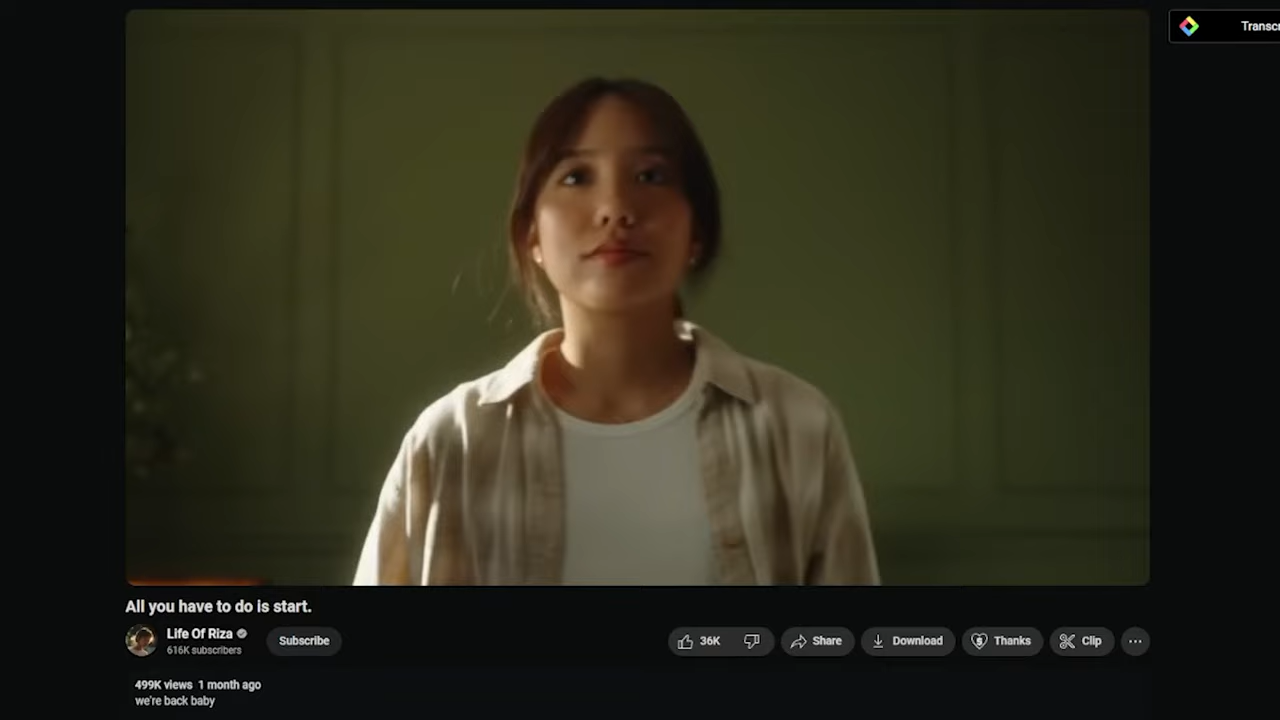 Transcr
All you have to do is start.
Life Of Riza
616K subscribers
Subscribe
36K
Share
Download
Thanks
Clip
499K views 1 month ago
we're back baby